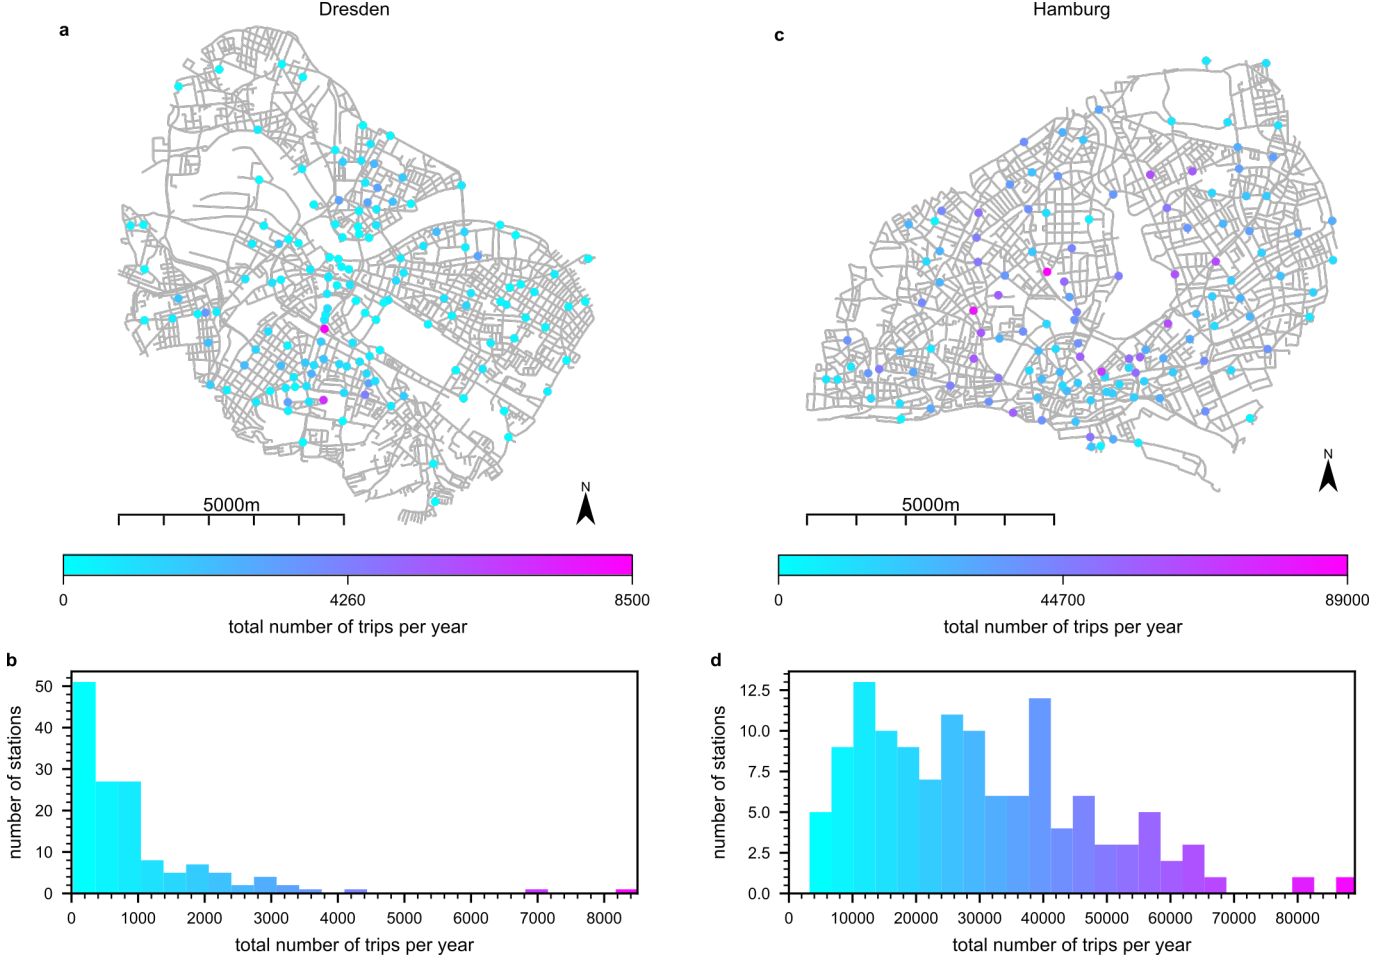 Dresden
Hamburg
a
c
N
N
5000m
5000m
0 4260 8500
0 44700 89000
total number of trips per year
total number of trips per year
b
d
50
40
30
20
10
0
number of stations
0 1000 2000 3000 4000 5000 6000 7000 8000
total number of trips per year
12.5
10.0
7.5
5.0
2.5
0.0
number of stations
0 10000 20000 30000 40000 50000 60000 70000 80000
total number of trips per year